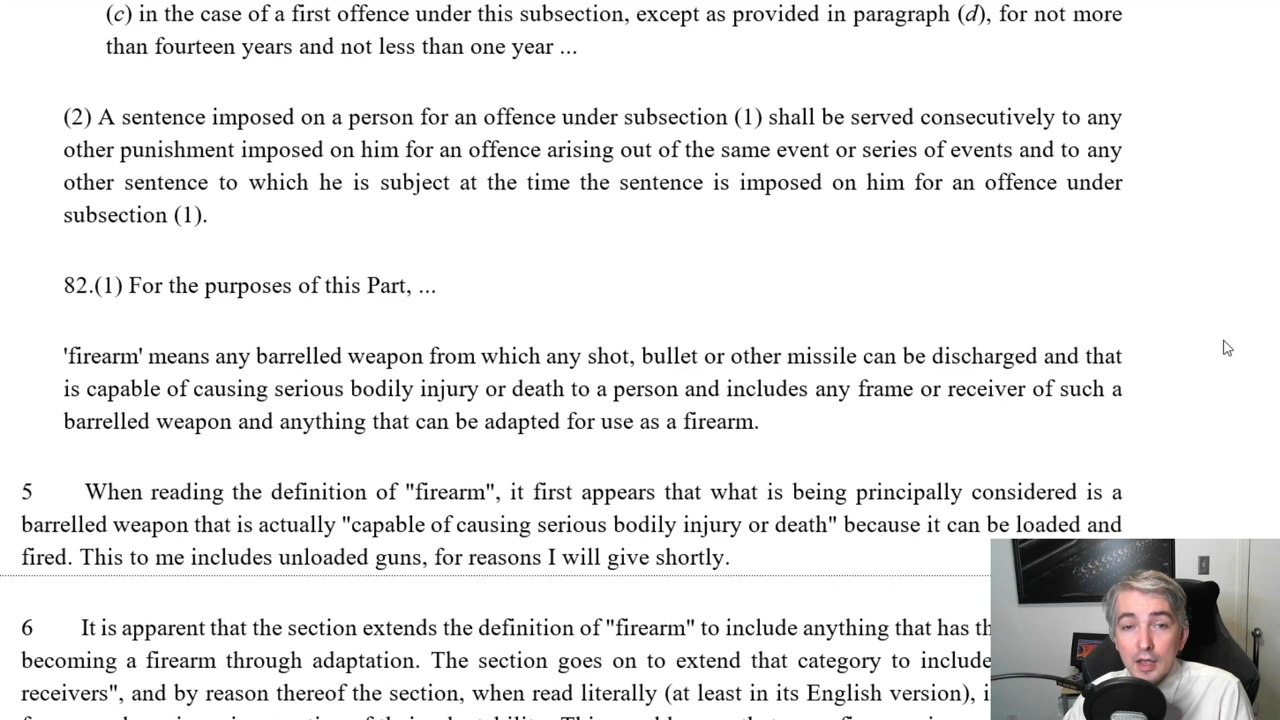 (c) in the case of a first offence under this subsection, except as provided in paragraph (d), for not more
than fourteen years and not less than one year ...
(2) A sentence imposed on a person for an offence under subsection (1) shall be served consecutively to any
other punishment imposed on him for an offence arising out of the same event or series of events and to any
other sentence to which he is subject at the time the sentence is imposed on him for an offence under
subsection (1).
82.(1) For the purposes of this Part, ...
'firearm' means any barrelled weapon from which any shot, bullet or other missile can be discharged and that
is capable of causing serious bodily injury or death to a person and includes any frame or receiver of such a
barrelled weapon and anything that can be adapted for use as a firearm.
5 When reading the definition of "firearm", it first appears that what is being principally considered is a
barrelled weapon that is actually "capable of causing serious bodily injury or death" because it can be loaded and
fired. This to me includes unloaded guns, for reasons I will give shortly.
6 It is apparent that the section extends the definition of "firearm" to include anything that has
becoming a firearm through adaptation. The section goes on to extend that category to include
receivers", and by reason thereof the section, when read literally (at least in its English version),